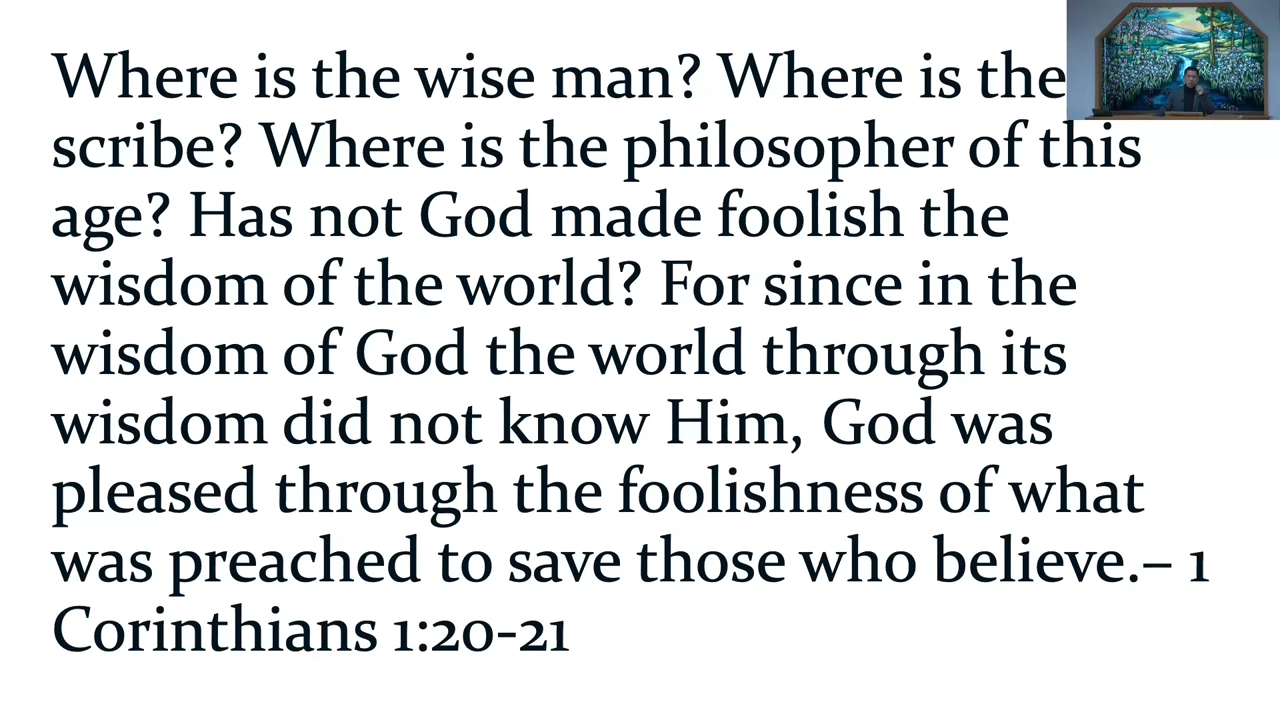 Where is the wise man? Where is the
scribe? Where is the philosopher of this
age? Has not God made foolish the
wisdom of the world? For since in the
wisdom of God the world through its
wisdom did not know Him, God was
pleased through the foolishness of what
was preached to save those who believe.– 1
Corinthians 1:20-21